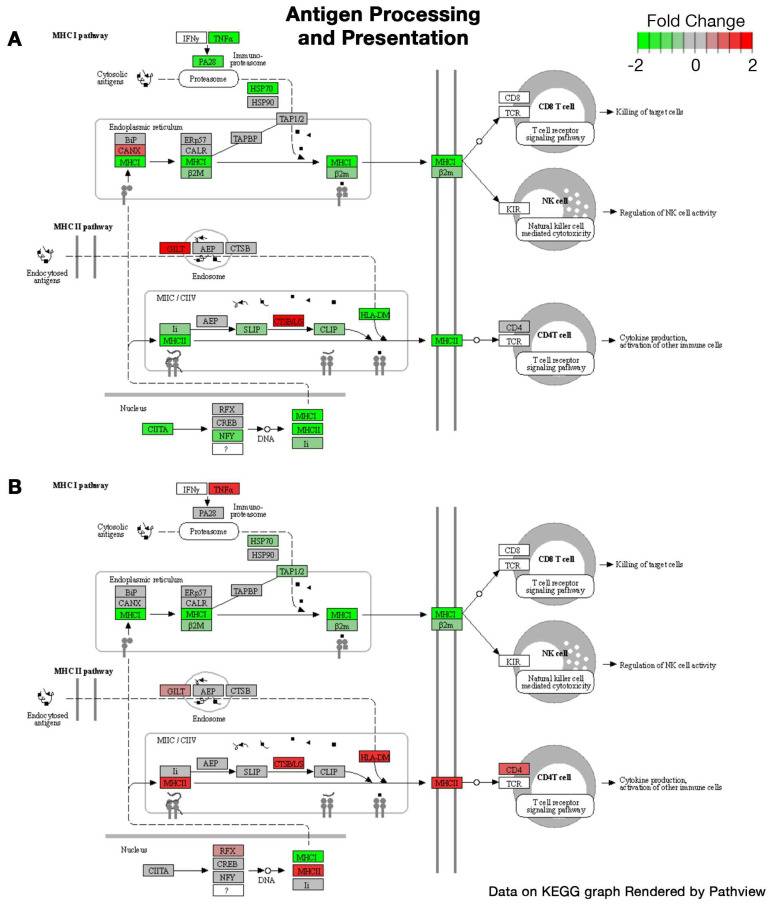 Antigen Processing
and Presentation
Fold Change
-2 0 2
A
MHC I pathway
IFNγ TNFα
PA28 Immuno-
proteasome
Cytosolic
antigens
Proteasome
HSP70
HSP90
TAP1/2
Endoplasmic reticulum
BiP
CANX
MHCI
ERp57
CALR
MHCI
β2M
TAPBP
MHCI
β2m
MHCI
β2m
CD8
TCR
CD8 T cell
T cell receptor
signaling pathway
Killing of target cells
KIR
NK cell
Natural killer cell
mediated cytotoxicity
Regulation of NK cell activity
MHC II pathway
Endocytosed
antigens
GILT AEP CTSB
Endosome
MIIC / CIIV
Ii
MHCII
AEP
SLIP
CTSB/L/S
CLIP
HLA-DM
MHCII
CD4
TCR
CD4T cell
T cell receptor
signaling pathway
Cytokine production,
activation of other immune cells
Nucleus
CIITA
RFX
CREB
NFY
?
DNA
MHCI
MHCII
Ii
B
MHC I pathway
IFNγ TNFα
PA28 Immuno-
proteasome
Cytosolic
antigens
Proteasome
HSP70
HSP90
TAP1/2
Endoplasmic reticulum
BiP
CANX
MHCI
ERp57
CALR
MHCI
β2M
TAPBP
MHCI
β2m
MHCI
β2m
CD8
TCR
CD8 T cell
T cell receptor
signaling pathway
Killing of target cells
KIR
NK cell
Natural killer cell
mediated cytotoxicity
Regulation of NK cell activity
MHC II pathway
Endocytosed
antigens
GILT AEP CTSB
Endosome
MIIC / CIIV
Ii
MHCII
AEP
SLIP
CTSB/L/S
CLIP
HLA-DM
MHCII
CD4
TCR
CD4T cell
T cell receptor
signaling pathway
Cytokine production,
activation of other immune cells
Nucleus
CIITA
RFX
CREB
NFY
?
DNA
MHCI
MHCII
Ii
Data on KEGG graph Rendered by Pathview